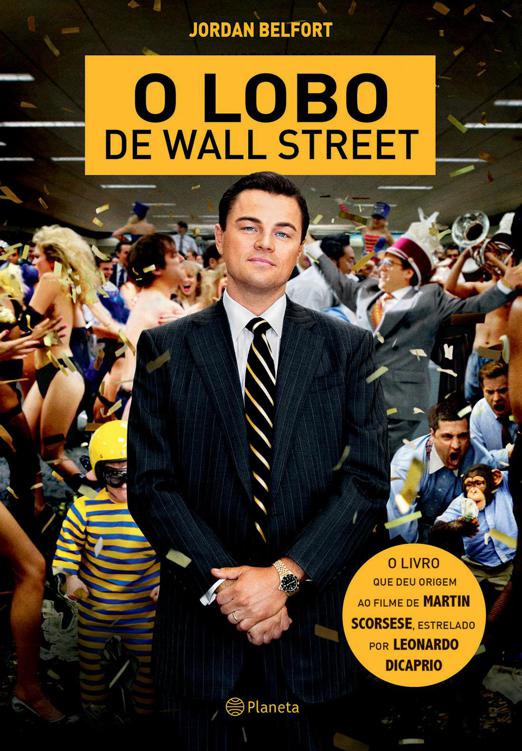 JORDAN BELFORT
O LOBO
DE WALL STREET
O LIVRO
QUE DEU ORIGEM
AO FILME DE MARTIN
SCORSESE, ESTRELADO
POR LEONARDO
DICAPRIO
Planeta